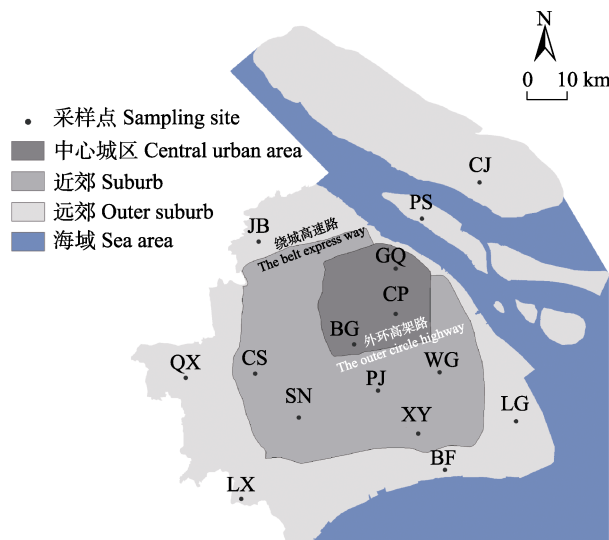 N
0 10 km
采样点 Sampling site
中心城区 Central urban area
近郊 Suburb
远郊 Outer suburb
海域 Sea area
CJ
PS
JB
绕城高速路
The belt express way
GQ
CP
BG
外环高架路
The outer circle highway
QX
CS
PJ
WG
SN
XY
LG
BF
LX